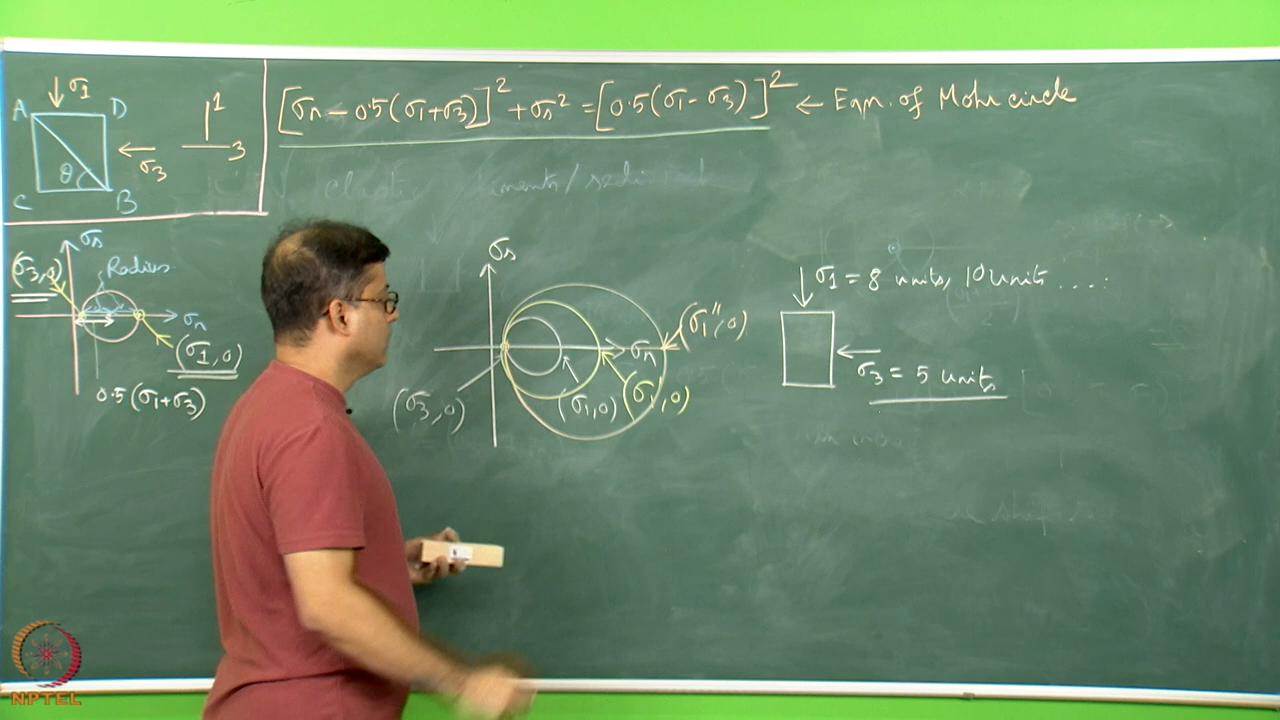 σ1
A
D
σ3
θ
C
B
1
3
[σn − 0.5(σ1+σ3)]² + σs² = [0.5(σ1−σ3)]² ← Eqn. of Mohr circle
σs
(σ3,0)
Radius
σn
(σ1,0)
0.5(σ1+σ3)
σs
σn
(σ1'',0)
(σ3,0)
(σ1,0)
(σ1',0)
σ1 = 8 units, 10 units ....
σ3 = 5 units
NPTEL